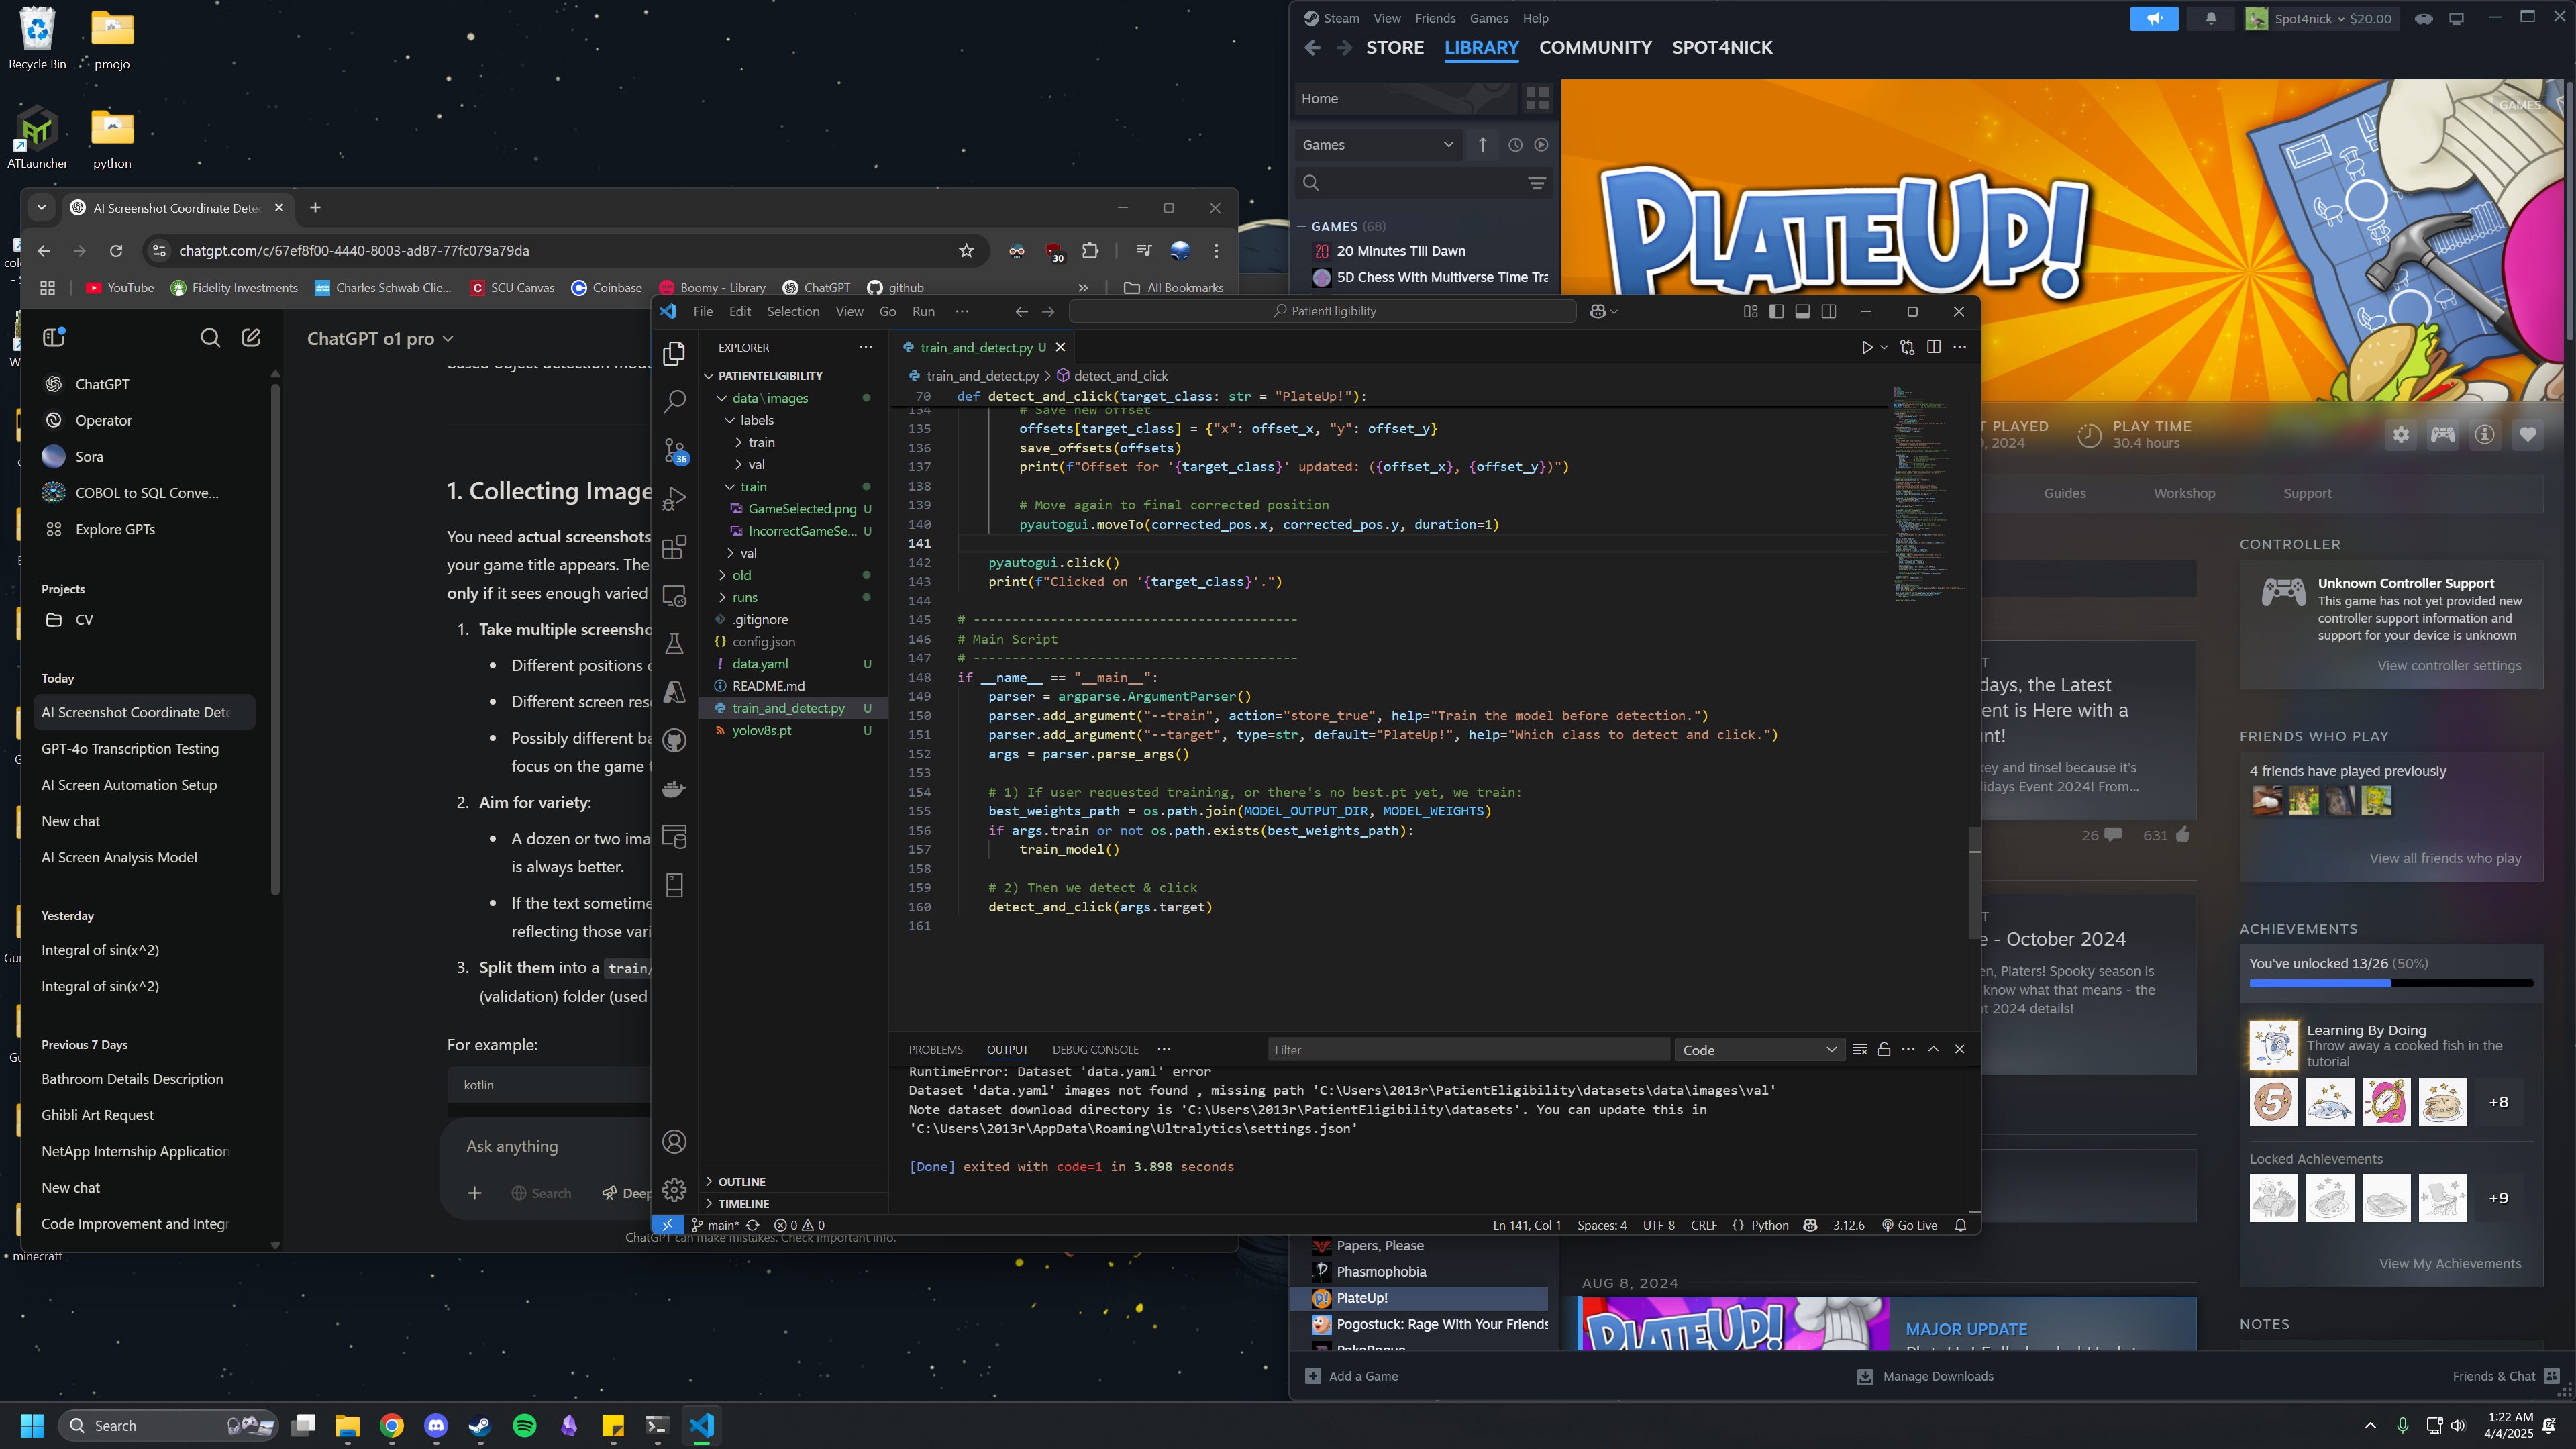 Recycle Bin
pmojo
ATLauncher
python
minecraft
AI Screenshot Coordinate Dete
chatgpt.com/c/67ef8f00-4440-8003-ad87-77fc079a79da
30
YouTube
Fidelity Investments
Charles Schwab Clie...
SCU Canvas
Coinbase
Boomy - Library
ChatGPT
github
»
All Bookmarks
ChatGPT o1 pro
ChatGPT
Operator
Sora
COBOL to SQL Conve...
Explore GPTs
Projects
CV
Today
AI Screenshot Coordinate Dete
GPT-4o Transcription Testing
AI Screen Automation Setup
New chat
AI Screen Analysis Model
Yesterday
Integral of sin(x^2)
Integral of sin(x^2)
Previous 7 Days
Bathroom Details Description
Ghibli Art Request
NetApp Internship Application
New chat
Code Improvement and Integr
based object detection mod
1. Collecting Image
You need actual screenshots
your game title appears. The
only if it sees enough varied
1. Take multiple screensho
Different positions
Different screen res
Possibly different ba
focus on the game
2. Aim for variety:
A dozen or two ima
is always better.
If the text sometime
reflecting those vari
3. Split them into a train/
(validation) folder (used
For example:
kotlin
Ask anything
Search
Deep
ChatGPT can make mistakes. Check important info.
File Edit Selection View Go Run ...
PatientEligibility
EXPLORER
PATIENTELIGIBILITY
data\images
labels
train
val
train
GameSelected.png U
IncorrectGameSe... U
val
old
runs
.gitignore
config.json
data.yaml U
README.md
train_and_detect.py U
yolov8s.pt U
OUTLINE
TIMELINE
36
train_and_detect.py U
train_and_detect.py > detect_and_click
70 def detect_and_click(target_class: str = "PlateUp!"):
134 # Save new offset
135 offsets[target_class] = {"x": offset_x, "y": offset_y}
136 save_offsets(offsets)
137 print(f"Offset for '{target_class}' updated: ({offset_x}, {offset_y})")
138
139 # Move again to final corrected position
140 pyautogui.moveTo(corrected_pos.x, corrected_pos.y, duration=1)
141
142 pyautogui.click()
143 print(f"Clicked on '{target_class}'.")
144
145 # ------------------------------------------
146 # Main Script
147 # ------------------------------------------
148 if __name__ == "__main__":
149 parser = argparse.ArgumentParser()
150 parser.add_argument("--train", action="store_true", help="Train the model before detection.")
151 parser.add_argument("--target", type=str, default="PlateUp!", help="Which class to detect and click.")
152 args = parser.parse_args()
153
154 # 1) If user requested training, or there's no best.pt yet, we train:
155 best_weights_path = os.path.join(MODEL_OUTPUT_DIR, MODEL_WEIGHTS)
156 if args.train or not os.path.exists(best_weights_path):
157 train_model()
158
159 # 2) Then we detect & click
160 detect_and_click(args.target)
161
PROBLEMS OUTPUT DEBUG CONSOLE ...
Filter
Code
RuntimeError: Dataset 'data.yaml' error
Dataset 'data.yaml' images not found , missing path 'C:\Users\2013r\PatientEligibility\datasets\data\images\val'
Note dataset download directory is 'C:\Users\2013r\PatientEligibility\datasets'. You can update this in
'C:\Users\2013r\AppData\Roaming\Ultralytics\settings.json'
[Done] exited with code=1 in 3.898 seconds
main* 0 0
Ln 141, Col 1 Spaces: 4 UTF-8 CRLF {} Python 3.12.6 Go Live
Steam View Friends Games Help
Spot4nick $20.00
STORE LIBRARY COMMUNITY SPOT4NICK
Home
Games
GAMES (68)
20 Minutes Till Dawn
5D Chess With Multiverse Time Tra
Papers, Please
Phasmophobia
PlateUp!
Pogostuck: Rage With Your Friends
PokeRogue
PLATEUP!
GAMES
T PLAYED
9, 2024
PLAY TIME
30.4 hours
Guides
Workshop
Support
CONTROLLER
Unknown Controller Support
This game has not yet provided new
controller support information and
support for your device is unknown
View controller settings
days, the Latest
ent is Here with a
nt!
key and tinsel because it's
lidays Event 2024! From...
26
631
FRIENDS WHO PLAY
4 friends have played previously
View all friends who play
T
e - October 2024
en, Platers! Spooky season is
know what that means - the
t 2024 details!
ACHIEVEMENTS
You've unlocked 13/26 (50%)
Learning By Doing
Throw away a cooked fish in the
tutorial
5
+8
Locked Achievements
+9
View My Achievements
NOTES
AUG 8, 2024
PLATEUP!
MAJOR UPDATE
Add a Game
Manage Downloads
Friends & Chat
Search
1:22 AM
4/4/2025